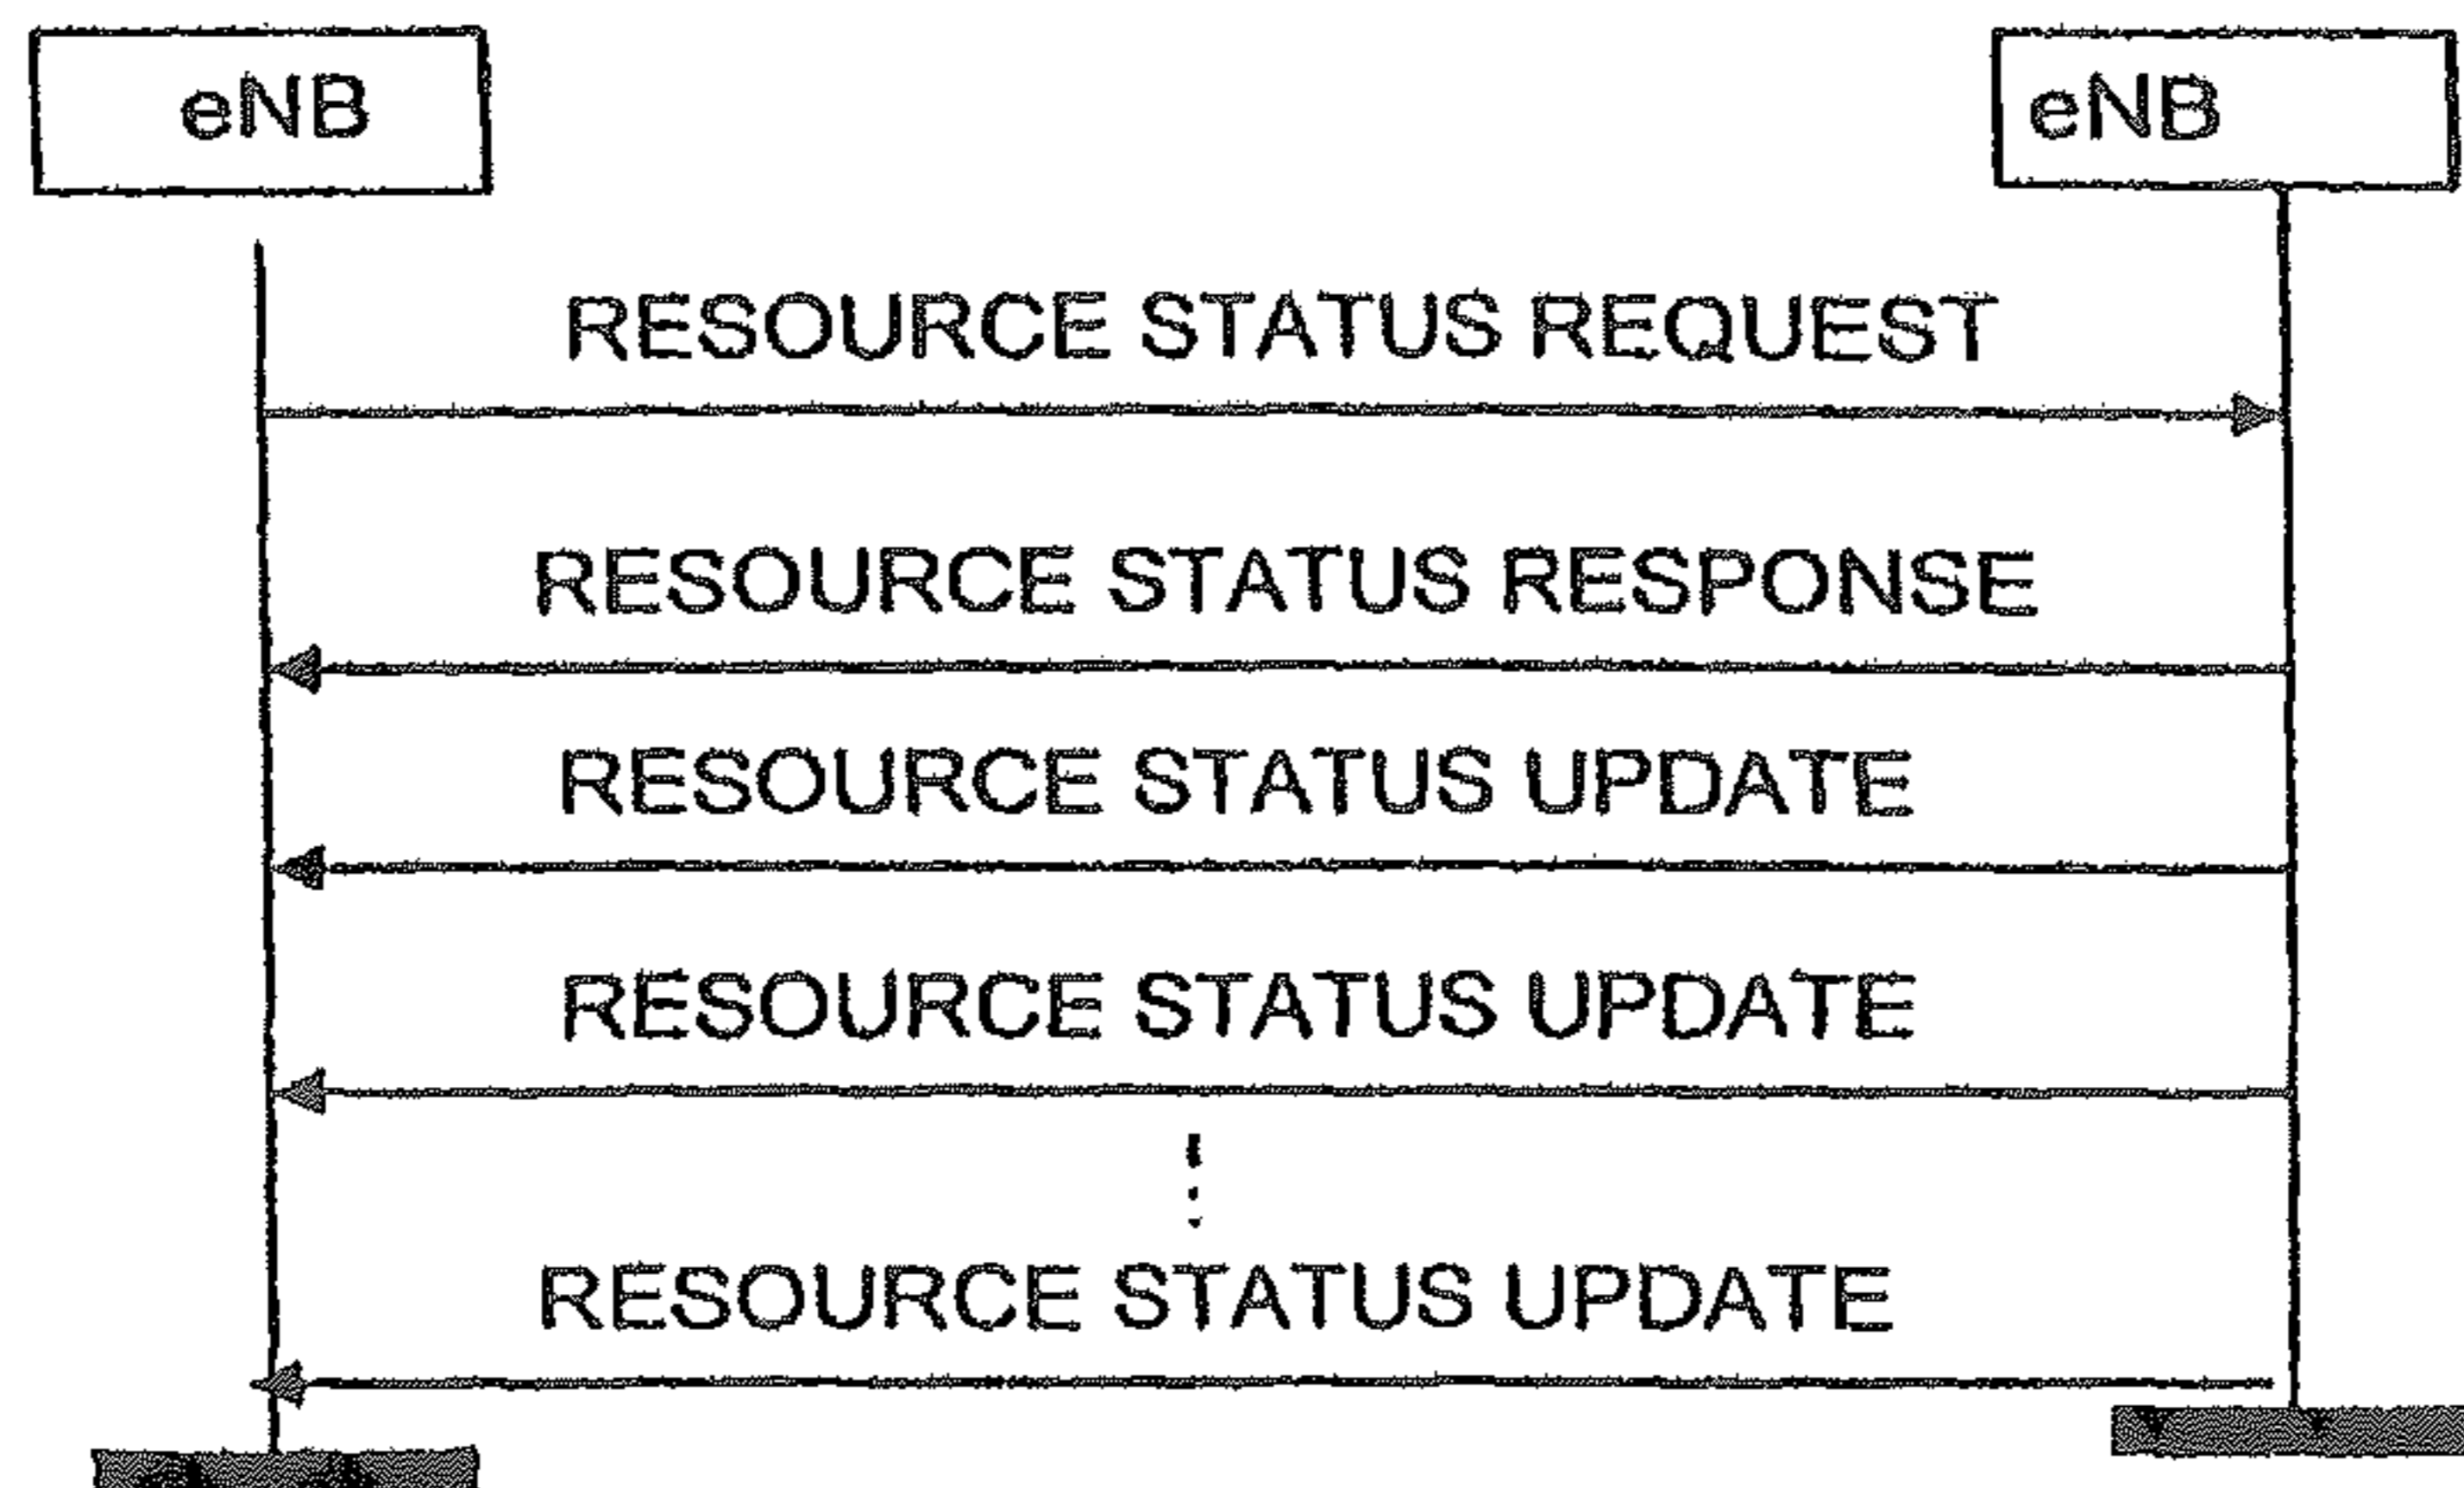 eNB
eNB
RESOURCE STATUS REQUEST
RESOURCE STATUS RESPONSE
RESOURCE STATUS UPDATE
RESOURCE STATUS UPDATE
RESOURCE STATUS UPDATE